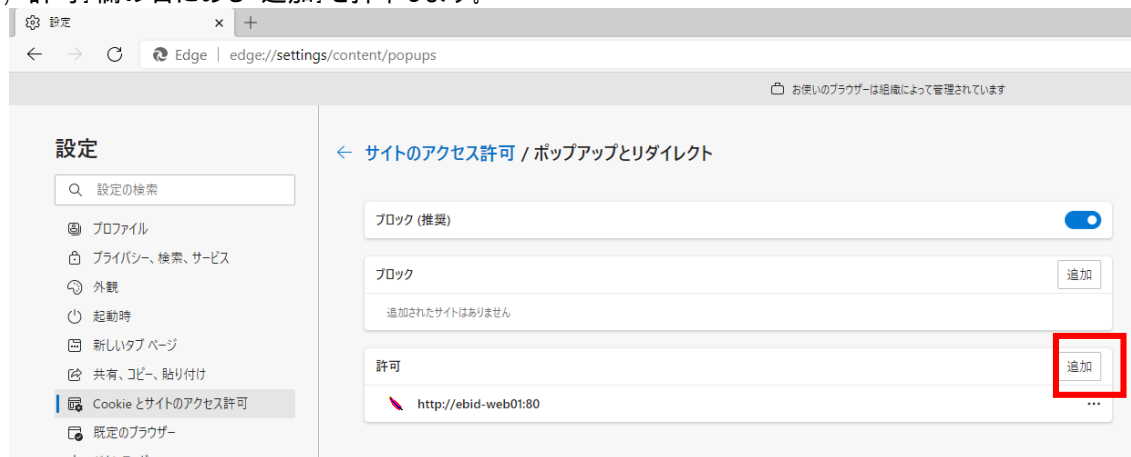 設定
Edge | edge://settings/content/popups
お使いのブラウザーは組織によって管理されています
設定
設定の検索
プロファイル
プライバシー、検索、サービス
外観
起動時
新しいタブ ページ
共有、コピー、貼り付け
Cookie とサイトのアクセス許可
既定のブラウザー
サイトのアクセス許可 / ポップアップとリダイレクト
ブロック (推奨)
ブロック
追加
追加されたサイトはありません
許可
追加
http://ebid-web01:80